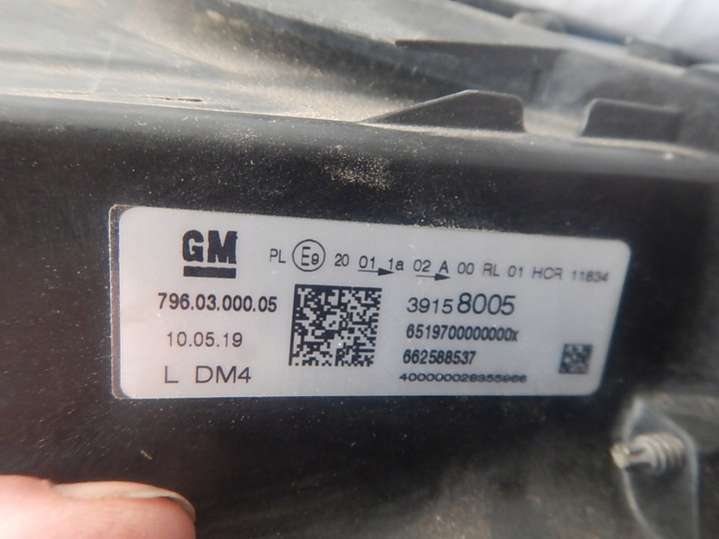 GM
PL E9 20 01 1a 02 A 00 RL 01 HCR 11834
796.03.000.05
39158005
10.05.19
6519700000000x
662588537
L DM4
400000028955966